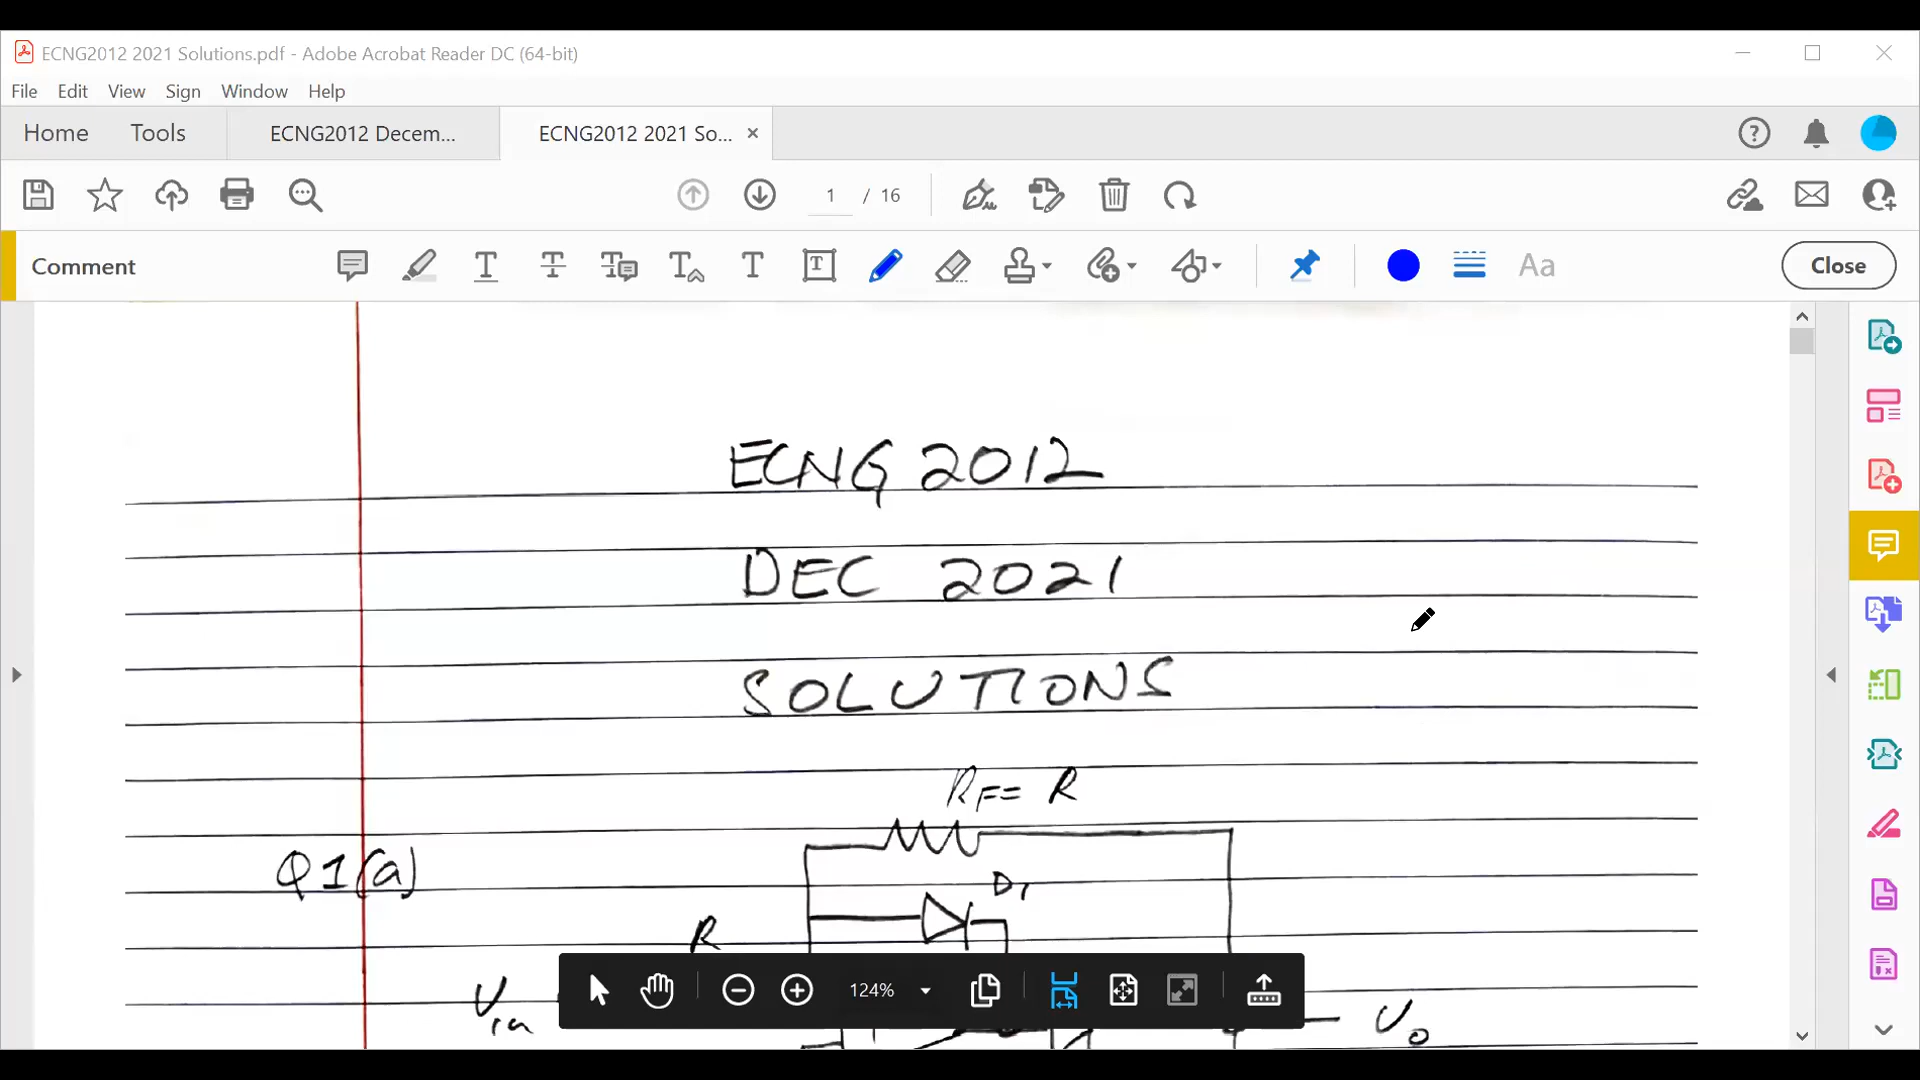 ECNG2012 2021 Solutions.pdf - Adobe Acrobat Reader DC (64-bit)
File Edit View Sign Window Help
Home Tools ECNG2012 Decem... ECNG2012 2021 So... ×
1 / 16
Comment T T T T T T Aa Close
ECNG 2012
DEC 2021
SOLUTIONS
RF = R
Q1(a)
D1
R
Vin
124%
Vo